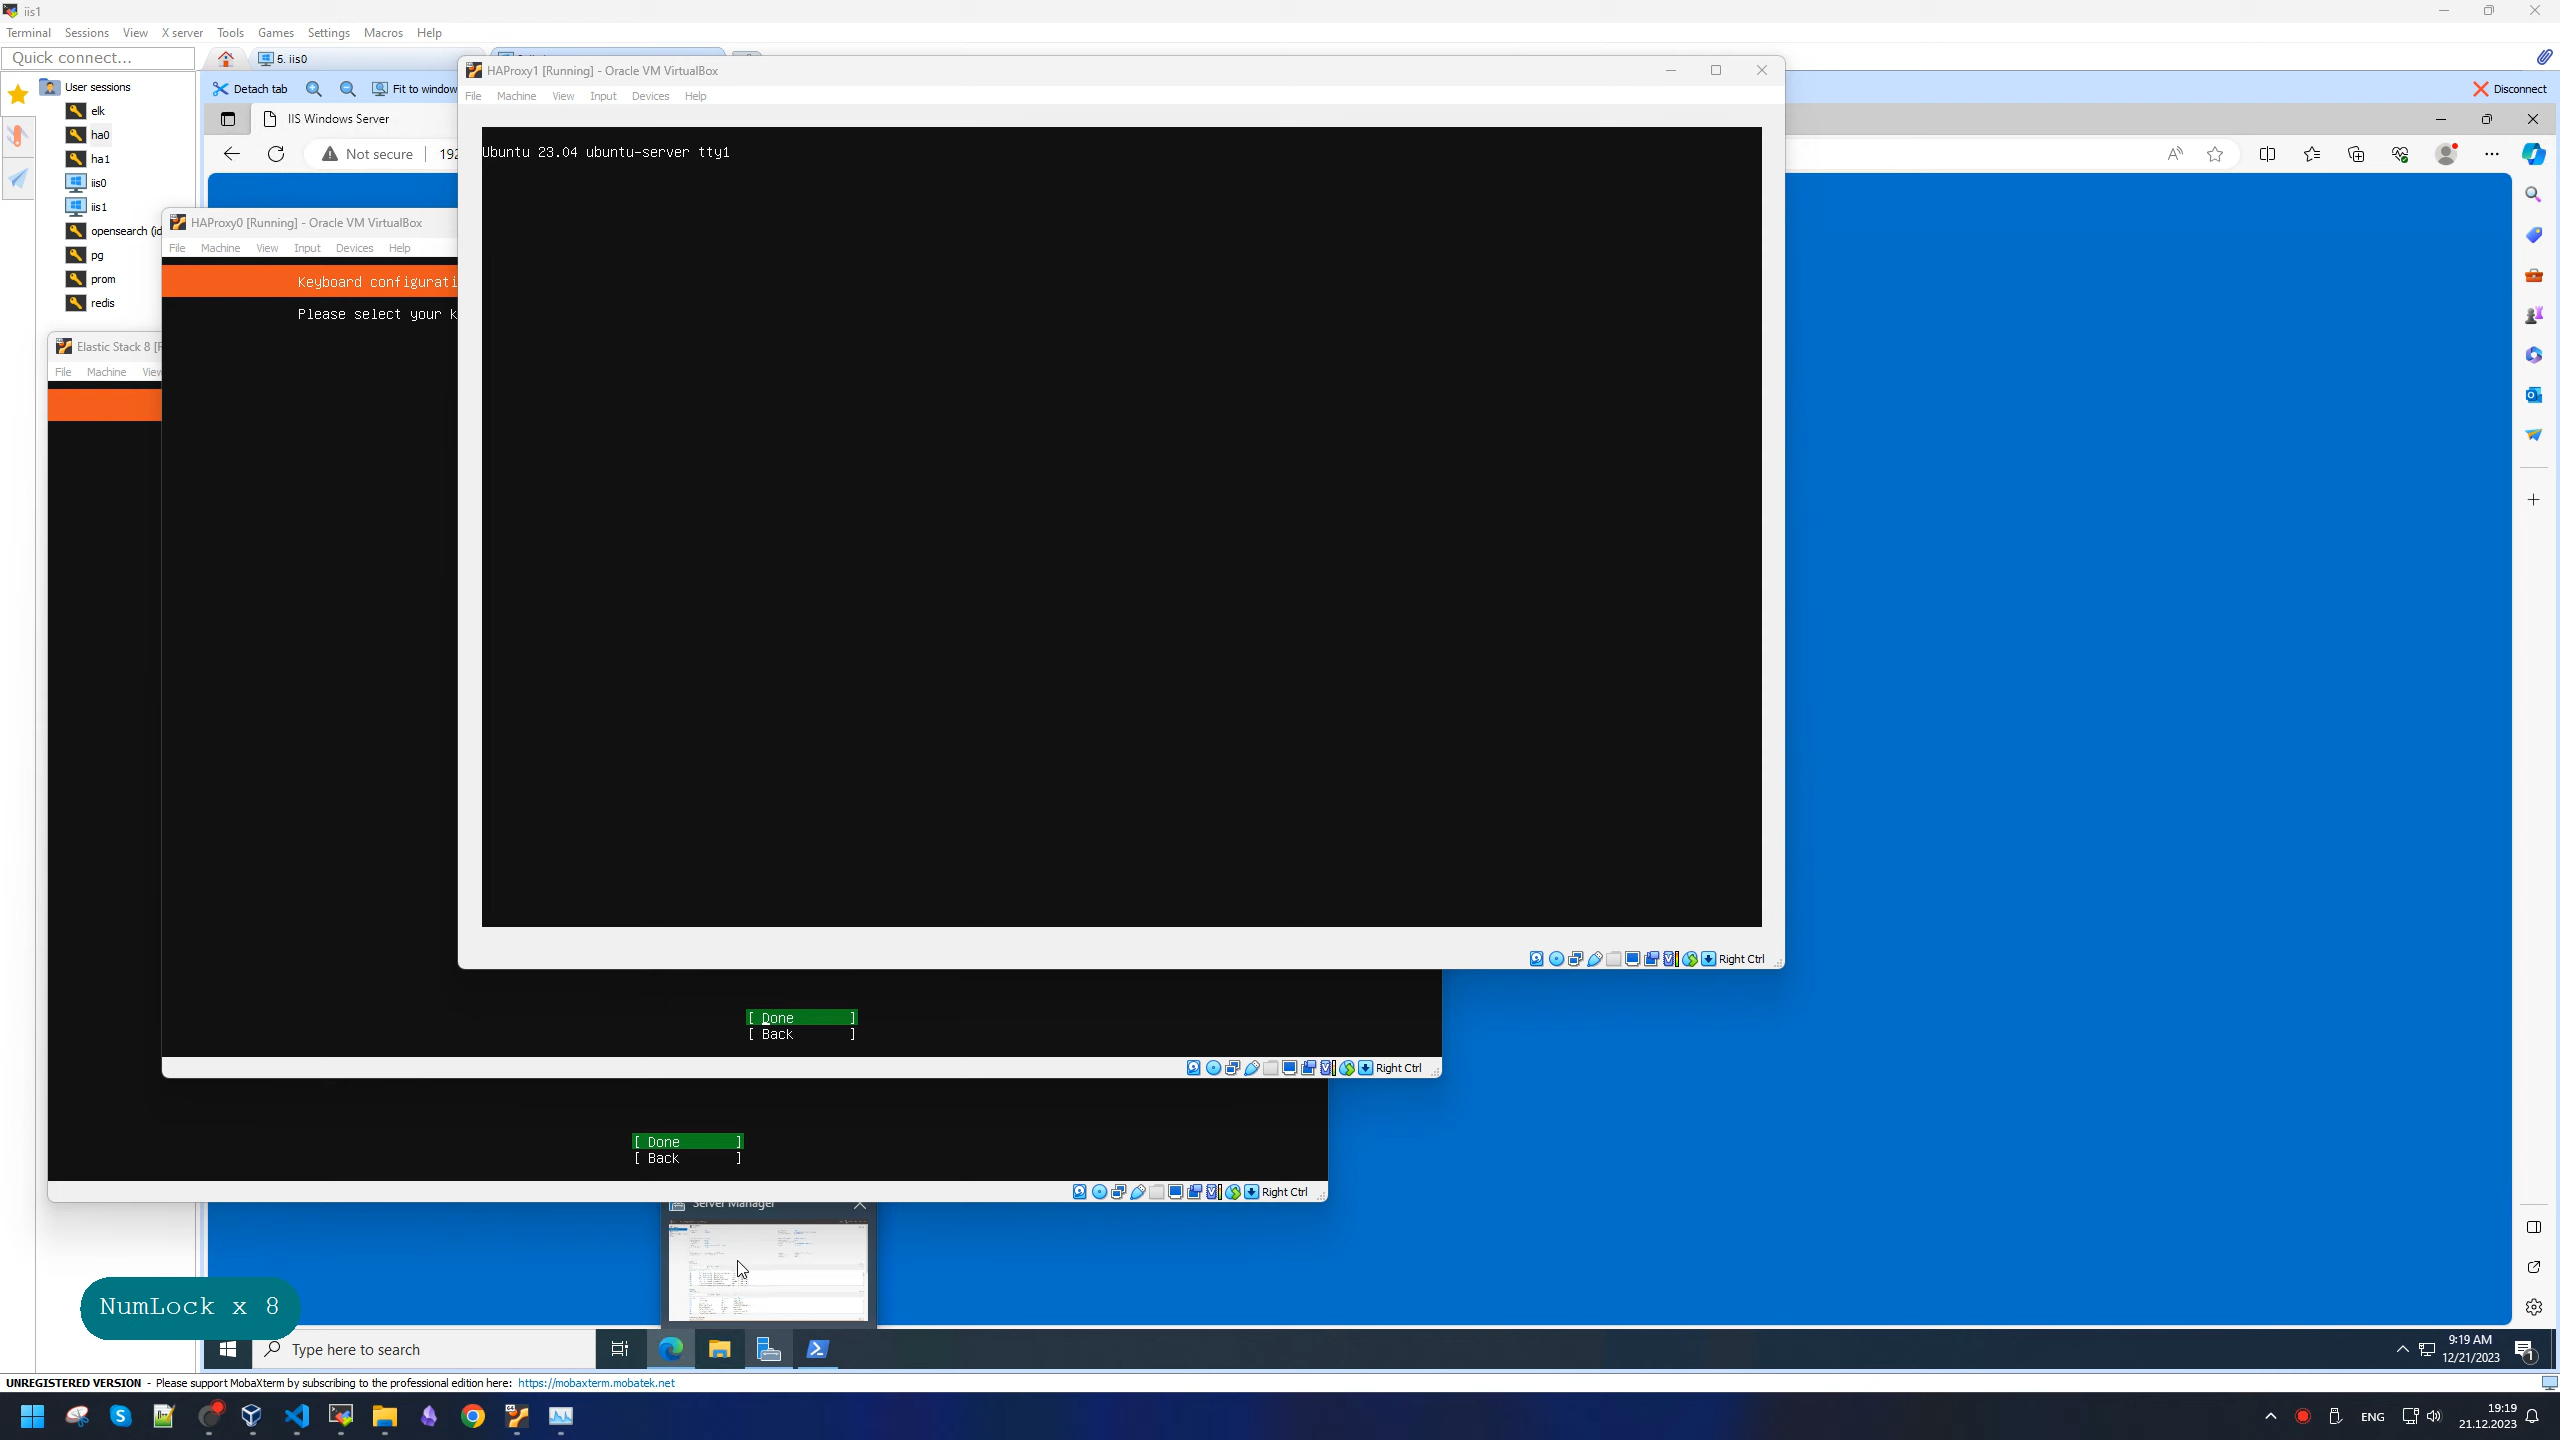 iis1
Terminal Sessions View X server Tools Games Settings Macros Help
Quick connect...
5. iis0
User sessions
elk
ha0
ha1
iis0
iis1
opensearch (id
pg
prom
redis
Detach tab
Fit to window
Disconnect
IIS Windows Server
Not secure
192
HAProxy1 [Running] - Oracle VM VirtualBox
File Machine View Input Devices Help
Ubuntu 23.04 ubuntu-server tty1
Right Ctrl
HAProxy0 [Running] - Oracle VM VirtualBox
File Machine View Input Devices Help
Keyboard configurati
Please select your k
[ Done ]
[ Back ]
Right Ctrl
Elastic Stack 8 [R
File Machine View
[ Done ]
[ Back ]
Right Ctrl
Server Manager
NumLock x 8
Type here to search
9:19 AM
12/21/2023
1
UNREGISTERED VERSION - Please support MobaXterm by subscribing to the professional edition here: https://mobaxterm.mobatek.net
ENG
19:19
21.12.2023